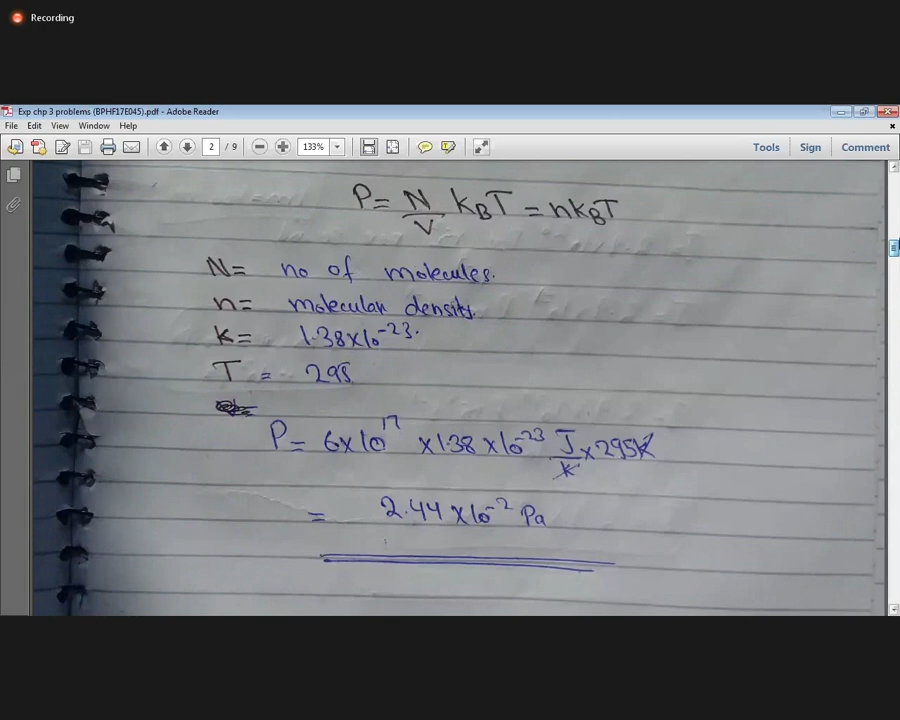 Recording
Exp chp 3 problems (BPHF17E045).pdf - Adobe Reader
File Edit View Window Help
2 / 9 133% Tools Sign Comment
P = N/V k_B T = nk_B T
N = no of molecules.
n = molecular density.
K = 1.38×10⁻²³.
T = 295
P = 6×10¹⁷ ×1.38 ×10⁻²³ J/K ×295K
= 2.44 ×10⁻² Pa